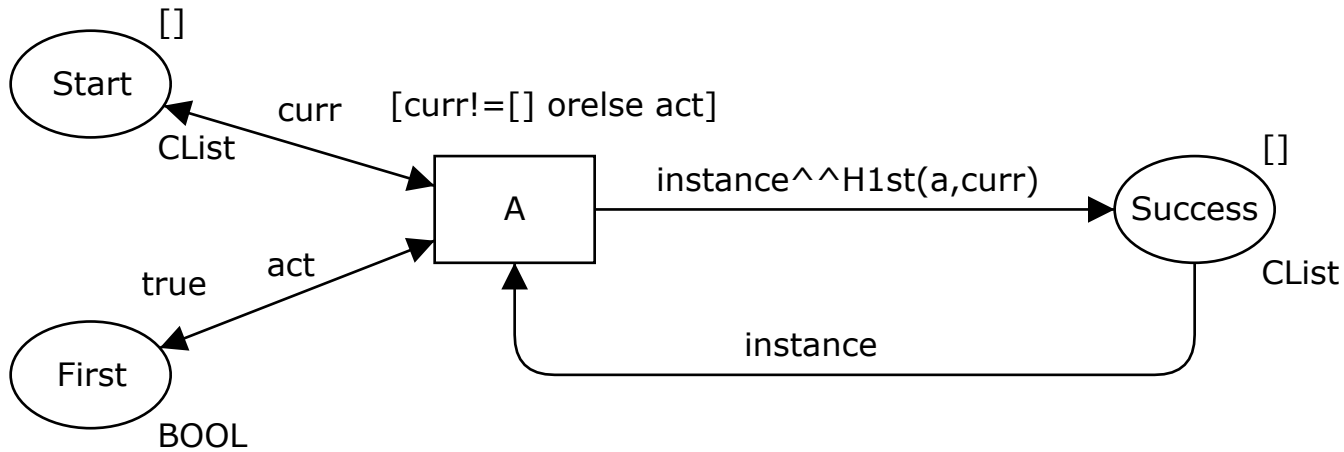 []
Start
curr
[curr!=[] orelse act]
CList
instance^^H1st(a,curr)
[]
A
Success
CList
act
true
instance
First
BOOL